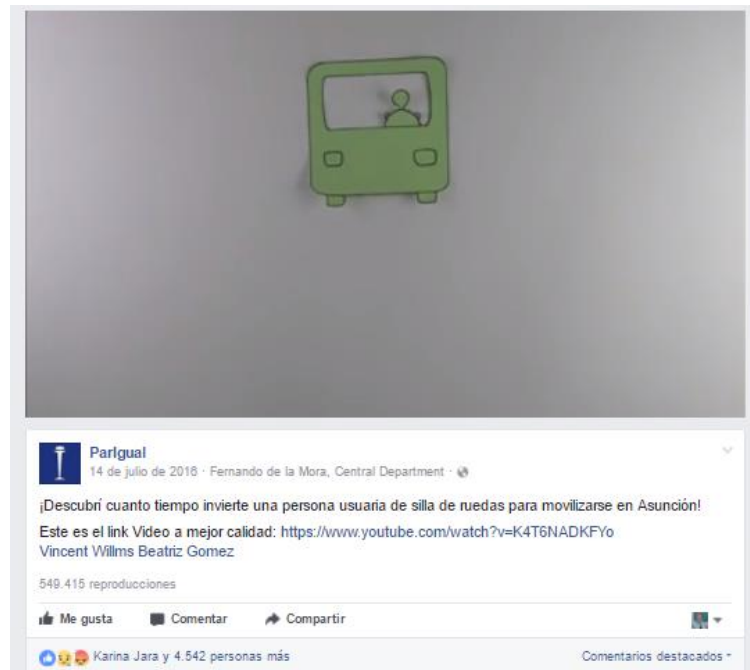 ParIgual
14 de julio de 2016 · Fernando de la Mora, Central Department ·
¡Descubrí cuanto tiempo invierte una persona usuaria de silla de ruedas para movilizarse en Asunción!
Este es el link Video a mejor calidad: https://www.youtube.com/watch?v=K4T6NADKFYo
Vincent Willms Beatriz Gomez
549.415 reproducciones
Me gusta Comentar Compartir
Karina Jara y 4.542 personas más Comentarios destacados